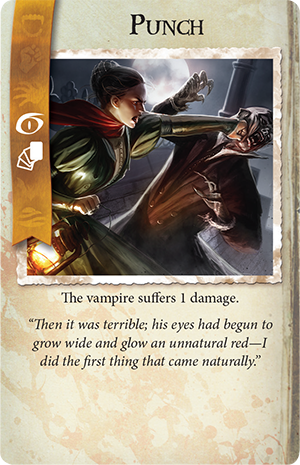 Punch
6
The vampire suffers 1 damage.
“Then it was terrible; his eyes had begun to
grow wide and glow an unnatural red—I
did the first thing that came naturally.”